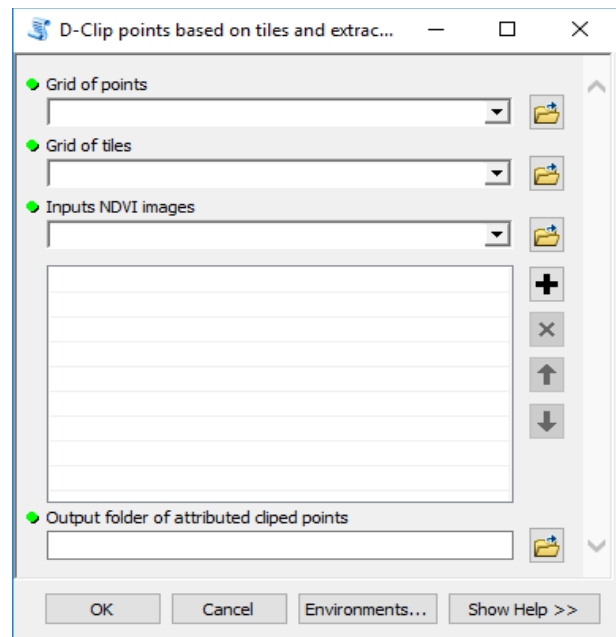 D-Clip points based on tiles and extrac...
Grid of points
Grid of tiles
Inputs NDVI images
Output folder of attributed cliped points
OK
Cancel
Environments...
Show Help >>